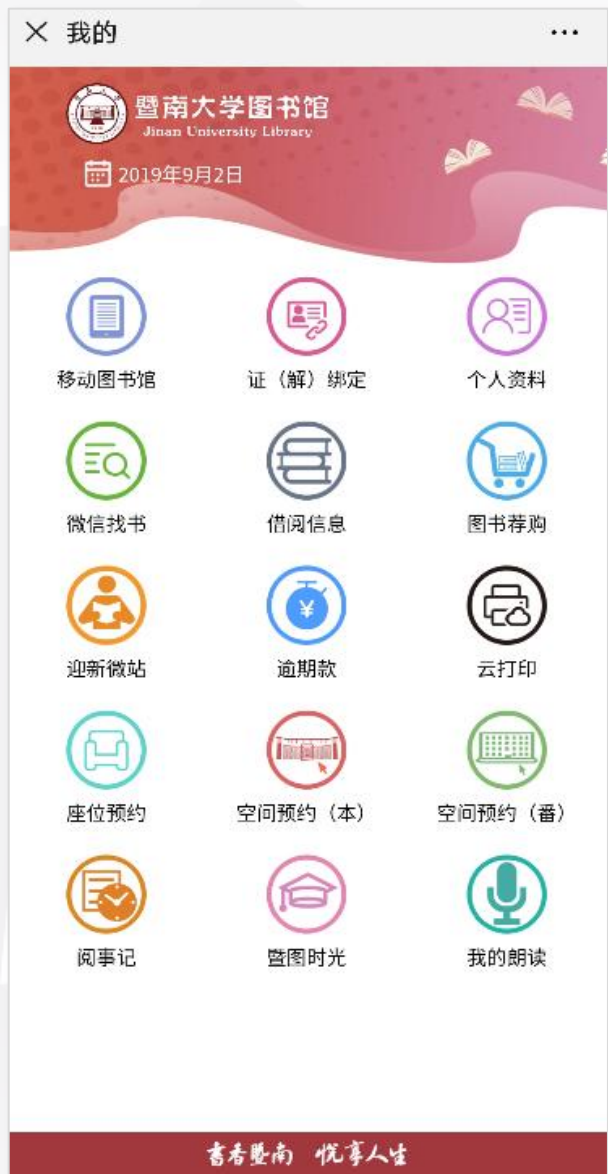 我的
暨南大学图书馆
Jinan University Library
2019年9月2日
移动图书馆 证（解）绑定 个人资料
微信找书 借阅信息 图书荐购
迎新微站 逾期款 云打印
座位预约 空间预约（本） 空间预约（番）
阅事记 暨图时光 我的朗读
書香暨南 悦享人生